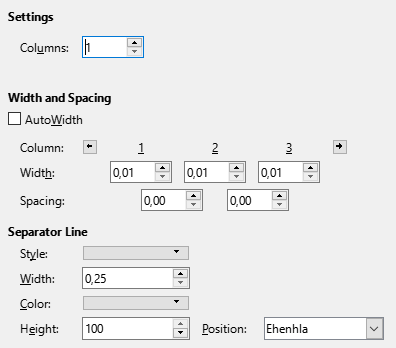 Settings
Columns: 1
Width and Spacing
AutoWidth
Column: 1 2 3
Width: 0,01 0,01 0,01
Spacing: 0,00 0,00
Separator Line
Style:
Width: 0,25
Color:
Height: 100 Position: Ehenhla